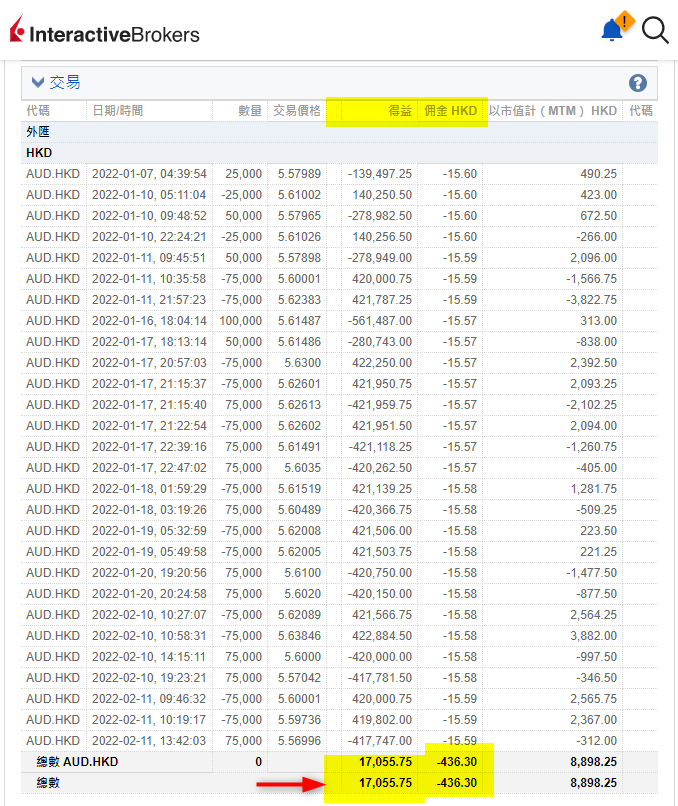 InteractiveBrokers
!
交易
?
代碼 日期/時間 數量 交易價格 得益 佣金 HKD 以市值計（MTM） HKD 代碼
外匯
HKD
AUD.HKD 2022-01-07, 04:39:54 25,000 5.57989 -139,497.25 -15.60 490.25
AUD.HKD 2022-01-10, 05:11:04 -25,000 5.61002 140,250.50 -15.60 423.00
AUD.HKD 2022-01-10, 09:48:52 50,000 5.57965 -278,982.50 -15.60 672.50
AUD.HKD 2022-01-10, 22:24:21 -25,000 5.61026 140,256.50 -15.60 -266.00
AUD.HKD 2022-01-11, 09:45:51 50,000 5.57898 -278,949.00 -15.59 2,096.00
AUD.HKD 2022-01-11, 10:35:58 -75,000 5.60001 420,000.75 -15.59 -1,566.75
AUD.HKD 2022-01-11, 21:57:23 -75,000 5.62383 421,787.25 -15.59 -3,822.75
AUD.HKD 2022-01-16, 18:04:14 100,000 5.61487 -561,487.00 -15.57 313.00
AUD.HKD 2022-01-17, 18:13:14 50,000 5.61486 -280,743.00 -15.57 -838.00
AUD.HKD 2022-01-17, 20:57:03 -75,000 5.6300 422,250.00 -15.57 2,392.50
AUD.HKD 2022-01-17, 21:15:37 -75,000 5.62601 421,950.75 -15.57 2,093.25
AUD.HKD 2022-01-17, 21:15:40 75,000 5.62613 -421,959.75 -15.57 -2,102.25
AUD.HKD 2022-01-17, 21:22:54 -75,000 5.62602 421,951.50 -15.57 2,094.00
AUD.HKD 2022-01-17, 22:39:16 75,000 5.61491 -421,118.25 -15.57 -1,260.75
AUD.HKD 2022-01-17, 22:47:02 75,000 5.6035 -420,262.50 -15.57 -405.00
AUD.HKD 2022-01-18, 01:59:29 -75,000 5.61519 421,139.25 -15.58 1,281.75
AUD.HKD 2022-01-18, 03:19:26 75,000 5.60489 -420,366.75 -15.58 -509.25
AUD.HKD 2022-01-19, 05:32:59 -75,000 5.62008 421,506.00 -15.58 223.50
AUD.HKD 2022-01-19, 05:49:58 -75,000 5.62005 421,503.75 -15.58 221.25
AUD.HKD 2022-01-20, 19:20:56 75,000 5.6100 -420,750.00 -15.58 -1,477.50
AUD.HKD 2022-01-20, 20:24:58 75,000 5.6020 -420,150.00 -15.58 -877.50
AUD.HKD 2022-02-10, 10:27:07 -75,000 5.62089 421,566.75 -15.58 2,564.25
AUD.HKD 2022-02-10, 10:58:31 -75,000 5.63846 422,884.50 -15.58 3,882.00
AUD.HKD 2022-02-10, 14:15:11 75,000 5.6000 -420,000.00 -15.58 -997.50
AUD.HKD 2022-02-10, 19:23:21 75,000 5.57042 -417,781.50 -15.58 -346.50
AUD.HKD 2022-02-11, 09:46:32 -75,000 5.60001 420,000.75 -15.59 2,565.75
AUD.HKD 2022-02-11, 10:19:17 -75,000 5.59736 419,802.00 -15.59 2,367.00
AUD.HKD 2022-02-11, 13:42:03 75,000 5.56996 -417,747.00 -15.59 -312.00
總數 AUD.HKD 0 17,055.75 -436.30 8,898.25
總數 17,055.75 -436.30 8,898.25